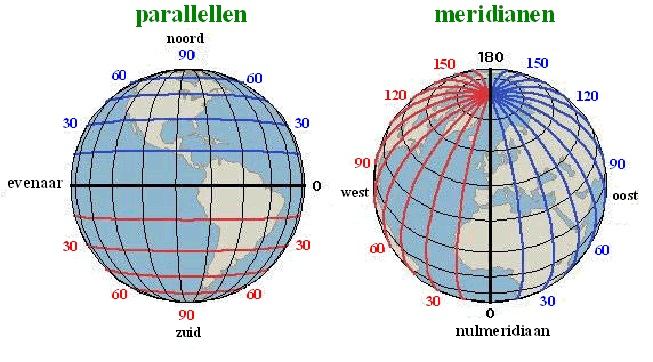 parallellen
noord
90
60 60
30 30
evenaar 0
30 30
60 60
90
zuid
meridianen
180
150 150
120 120
90 90
west oost
60 60
30 30
0
nulmeridiaan